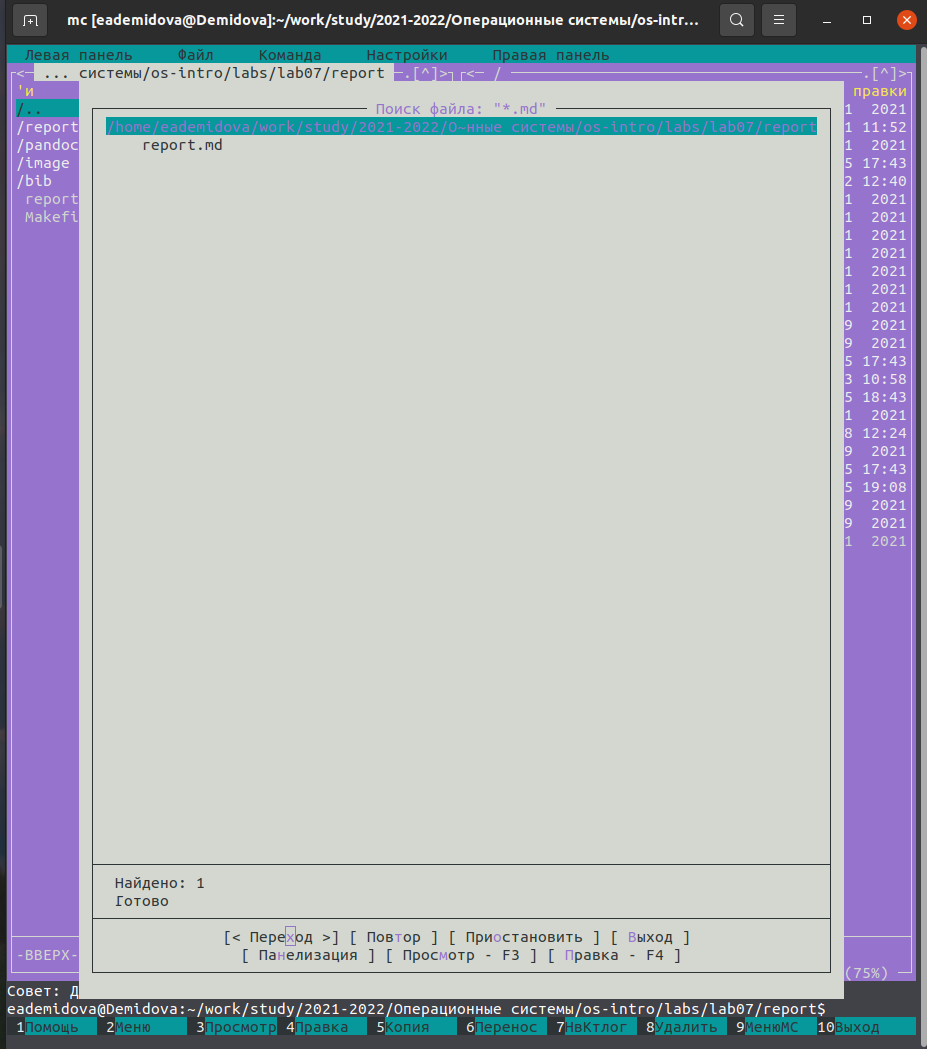 mc [eademidova@Demidova]:~/work/study/2021-2022/Операционные системы/os-intr...
Левая панель Файл Команда Настройки Правая панель
<─ ... системы/os-intro/labs/lab07/report ─.[^]>┐┌<─ / ─.[^]>
'и правки
/.. 1 2021
Поиск файла: "*.md"
/report /home/eademidova/work/study/2021-2022/О~нные системы/os-intro/labs/lab07/report 1 11:52
/pandoc report.md 1 2021
/image 5 17:43
/bib 2 12:40
report 1 2021
Makefi 1 2021
1 2021
1 2021
1 2021
1 2021
1 2021
9 2021
9 2021
5 17:43
3 10:58
5 18:43
1 2021
8 12:24
9 2021
5 17:43
5 19:08
9 2021
9 2021
1 2021
Найдено: 1
Готово
[< Переход >] [ Повтор ] [ Приостановить ] [ Выход ]
-ВВЕРХ- [ Панелизация ] [ Просмотр - F3 ] [ Правка - F4 ]
(75%)
Совет: Д
eademidova@Demidova:~/work/study/2021-2022/Операционные системы/os-intro/labs/lab07/report$
1Помощь 2Меню 3Просмотр 4Правка 5Копия 6Перенос 7НвКтлог 8Удалить 9МенюMC 10Выход